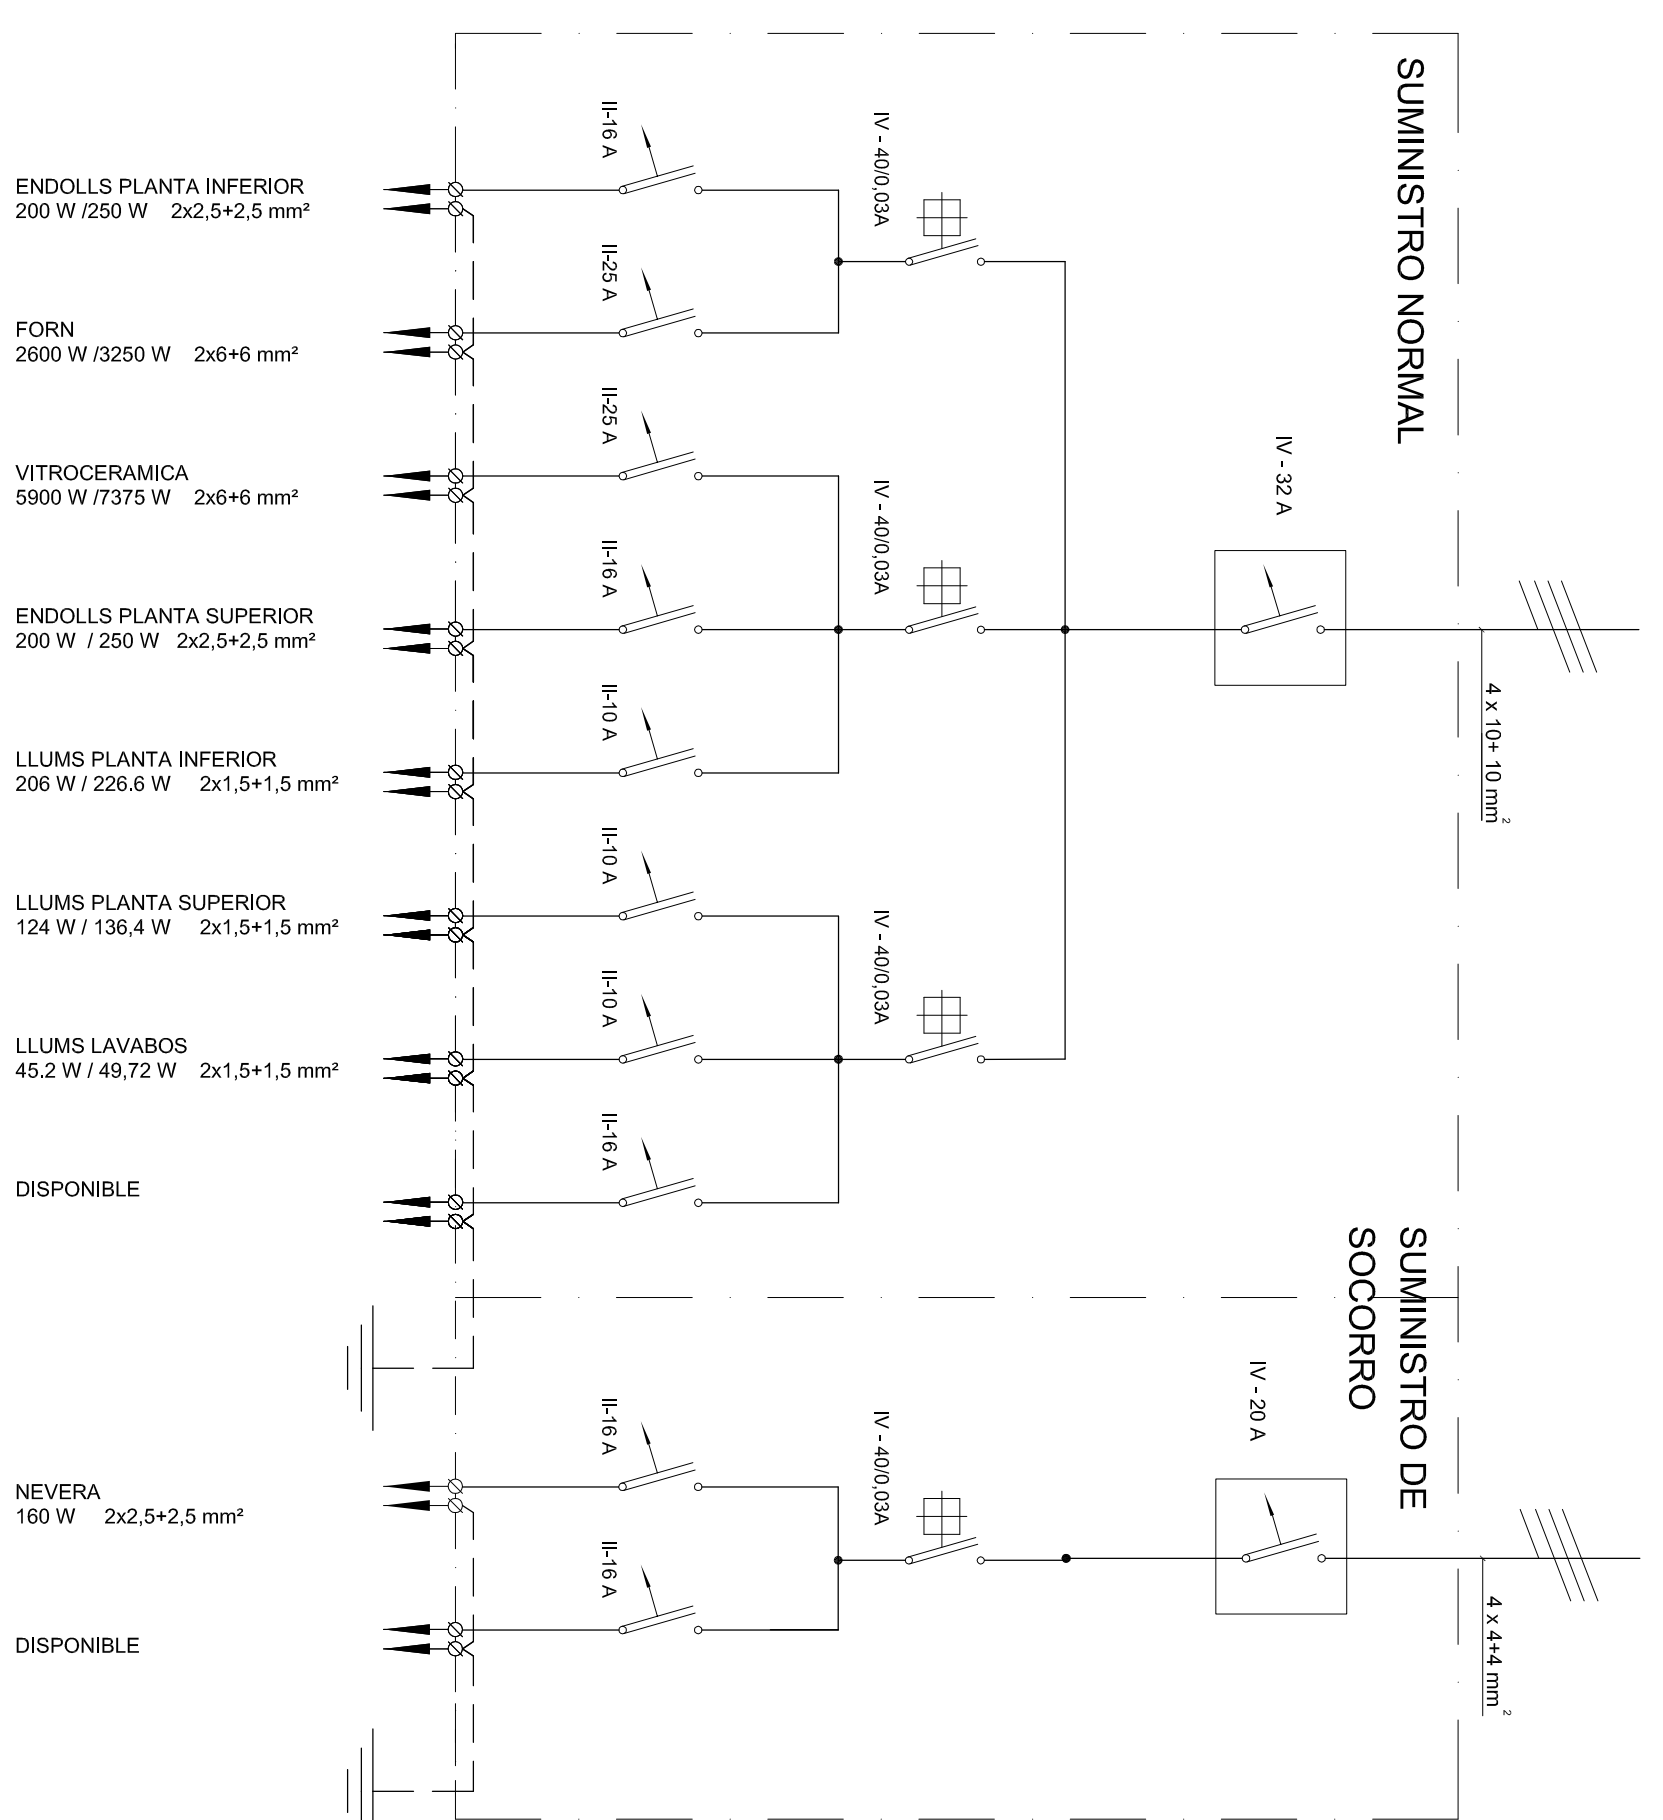 SUMINISTRO NORMAL
IV - 32 A
4 x 10+ 10 mm²
IV - 40/0,03A
IV - 40/0,03A
IV - 40/0,03A
II-16 A
ENDOLLS PLANTA INFERIOR
200 W /250 W 2x2,5+2,5 mm²
II-25 A
FORN
2600 W /3250 W 2x6+6 mm²
II-25 A
VITROCERAMICA
5900 W /7375 W 2x6+6 mm²
II-16 A
ENDOLLS PLANTA SUPERIOR
200 W / 250 W 2x2,5+2,5 mm²
II-10 A
LLUMS PLANTA INFERIOR
206 W / 226.6 W 2x1,5+1,5 mm²
II-10 A
LLUMS PLANTA SUPERIOR
124 W / 136,4 W 2x1,5+1,5 mm²
II-10 A
LLUMS LAVABOS
45.2 W / 49,72 W 2x1,5+1,5 mm²
II-16 A
DISPONIBLE
SUMINISTRO DE
SOCORRO
IV - 20 A
4 x 4+4 mm²
IV - 40/0,03A
II-16 A
NEVERA
160 W 2x2,5+2,5 mm²
II-16 A
DISPONIBLE